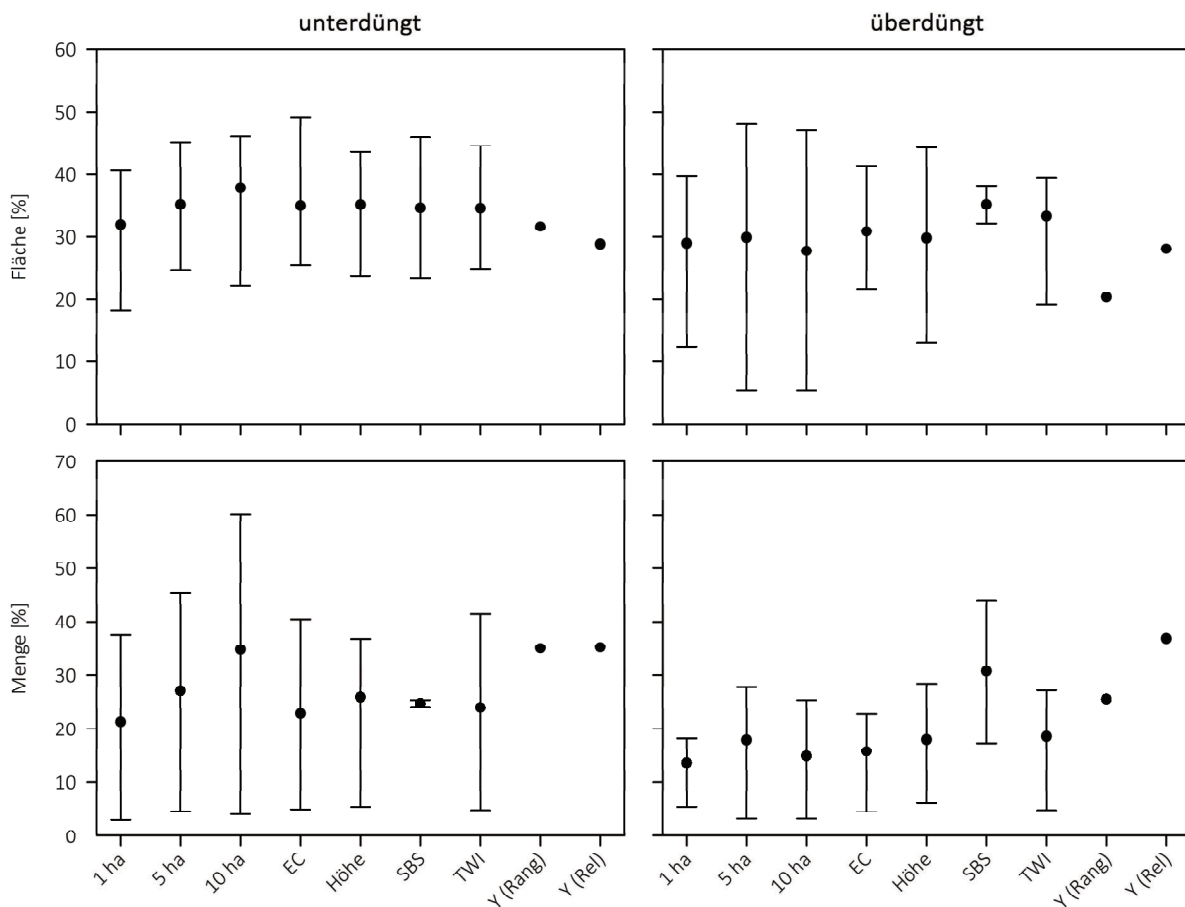 unterdüngt
überdüngt
Fläche [%]
60
50
40
30
20
10
0
Menge [%]
70
60
50
40
30
20
10
0
1 ha
5 ha
10 ha
EC
Höhe
SBS
TWI
Y (Rang)
Y (Rel)
1 ha
5 ha
10 ha
EC
Höhe
SBS
TWI
Y (Rang)
Y (Rel)